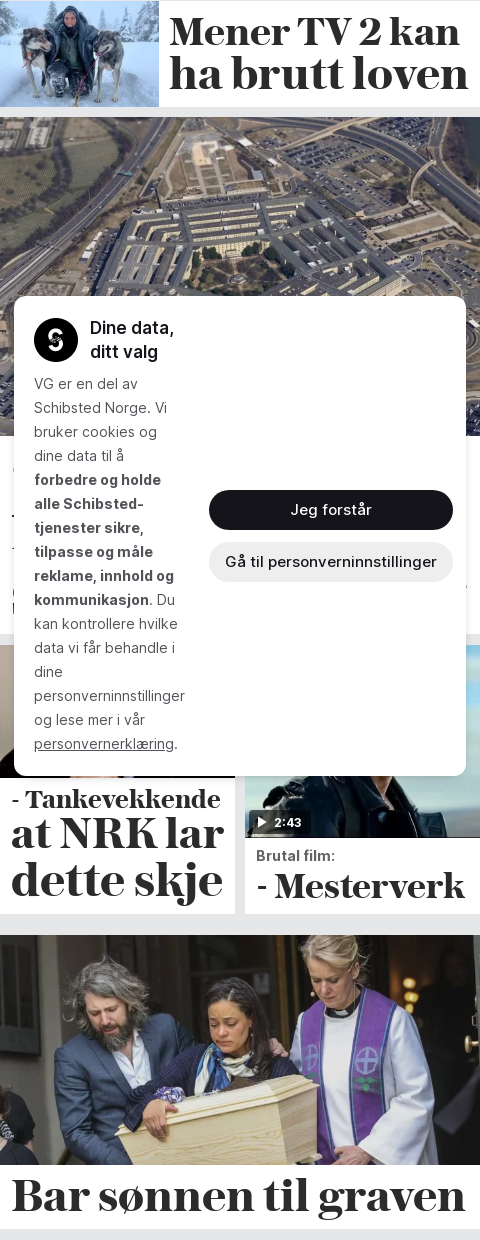 Mener TV 2 kan
ha brutt loven
Dine data,
ditt valg
VG er en del av
Schibsted Norge. Vi
bruker cookies og
dine data til å
forbedre og holde
alle Schibsted-
tjenester sikre,
tilpasse og måle
reklame, innhold og
kommunikasjon. Du
kan kontrollere hvilke
data vi får behandle i
dine
personverninnstillinger
og lese mer i vår
personvernerklæring.
Jeg forstår
Gå til personverninnstillinger
- Tankevekkende
at NRK lar
dette skje
2:43
Brutal film:
- Mesterverk
Bar sønnen til graven